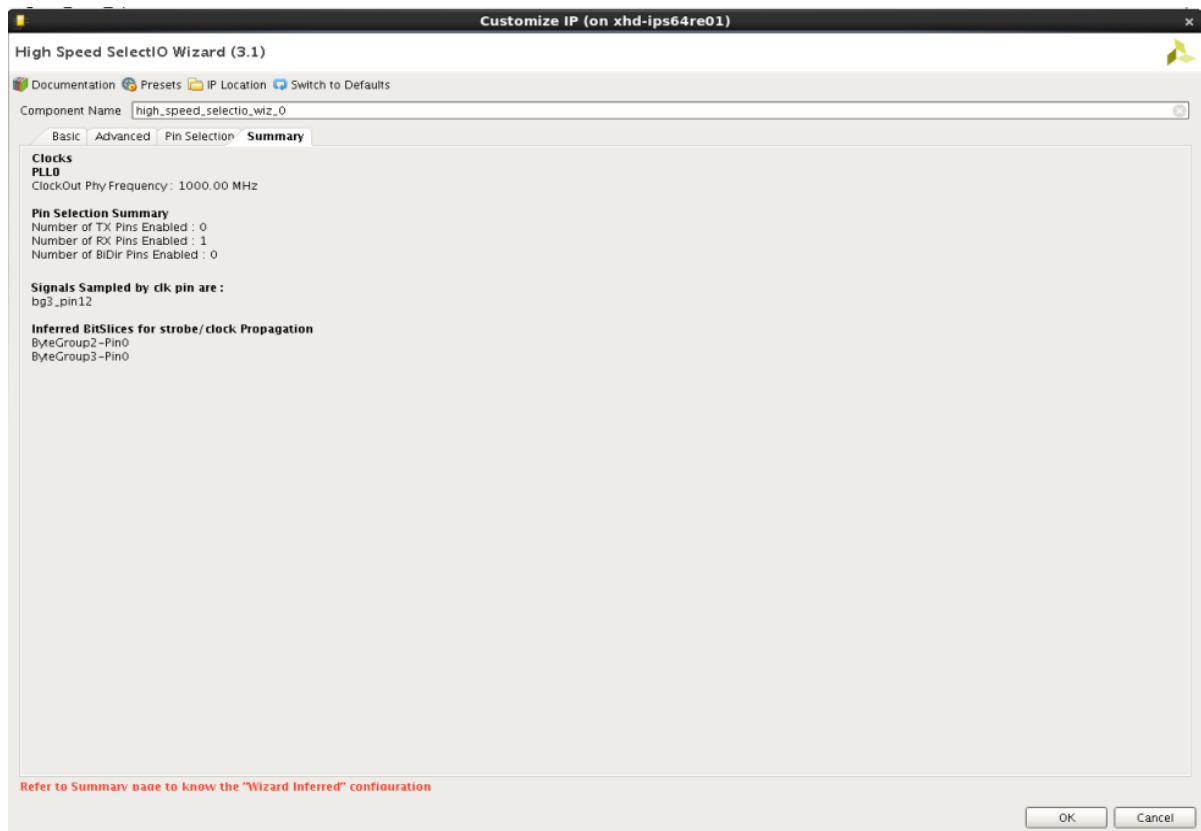 Customize IP (on xhd-ips64re01)
High Speed SelectIO Wizard (3.1)
Documentation Presets IP Location Switch to Defaults
Component Name high_speed_selectio_wiz_0
Basic Advanced Pin Selection Summary
Clocks
PLL0
ClockOut Phy Frequency : 1000.00 MHz
Pin Selection Summary
Number of TX Pins Enabled : 0
Number of RX Pins Enabled : 1
Number of BiDir Pins Enabled : 0
Signals Sampled by clk pin are :
bg3_pin12
Inferred BitSlices for strobe/clock Propagation
ByteGroup2-Pin0
ByteGroup3-Pin0
Refer to Summary page to know the "Wizard Inferred" configuration
OK Cancel